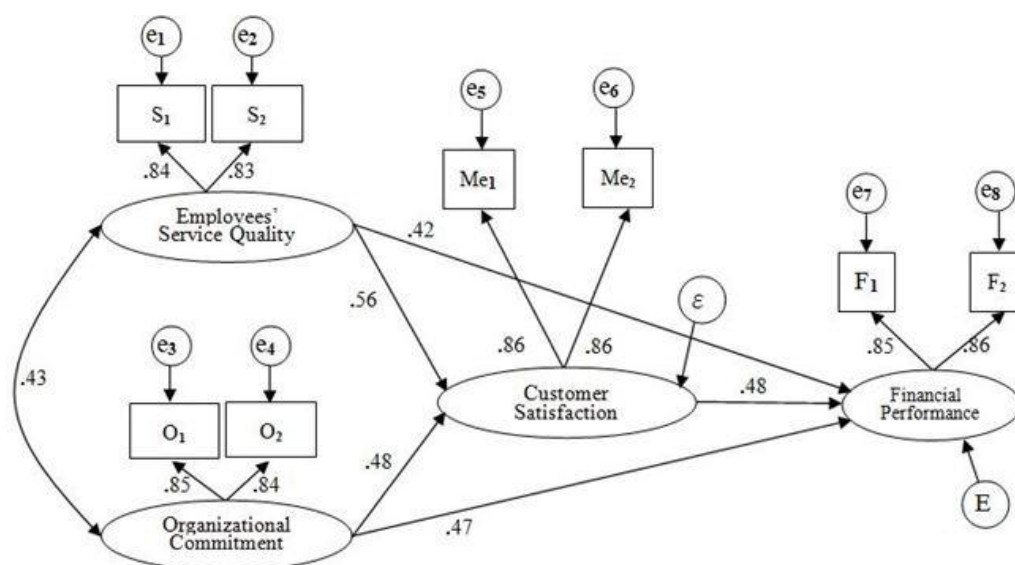 e1
e2
S1
S2
.84
.83
Employees'
Service Quality
e5
e6
Me1
Me2
.42
.56
e7
e8
F1
F2
.43
e3
e4
O1
O2
.85
.84
Organizational
Commitment
.86
.86
ε
Customer
Satisfaction
.48
.48
.47
.85
.86
Financial
Performance
E